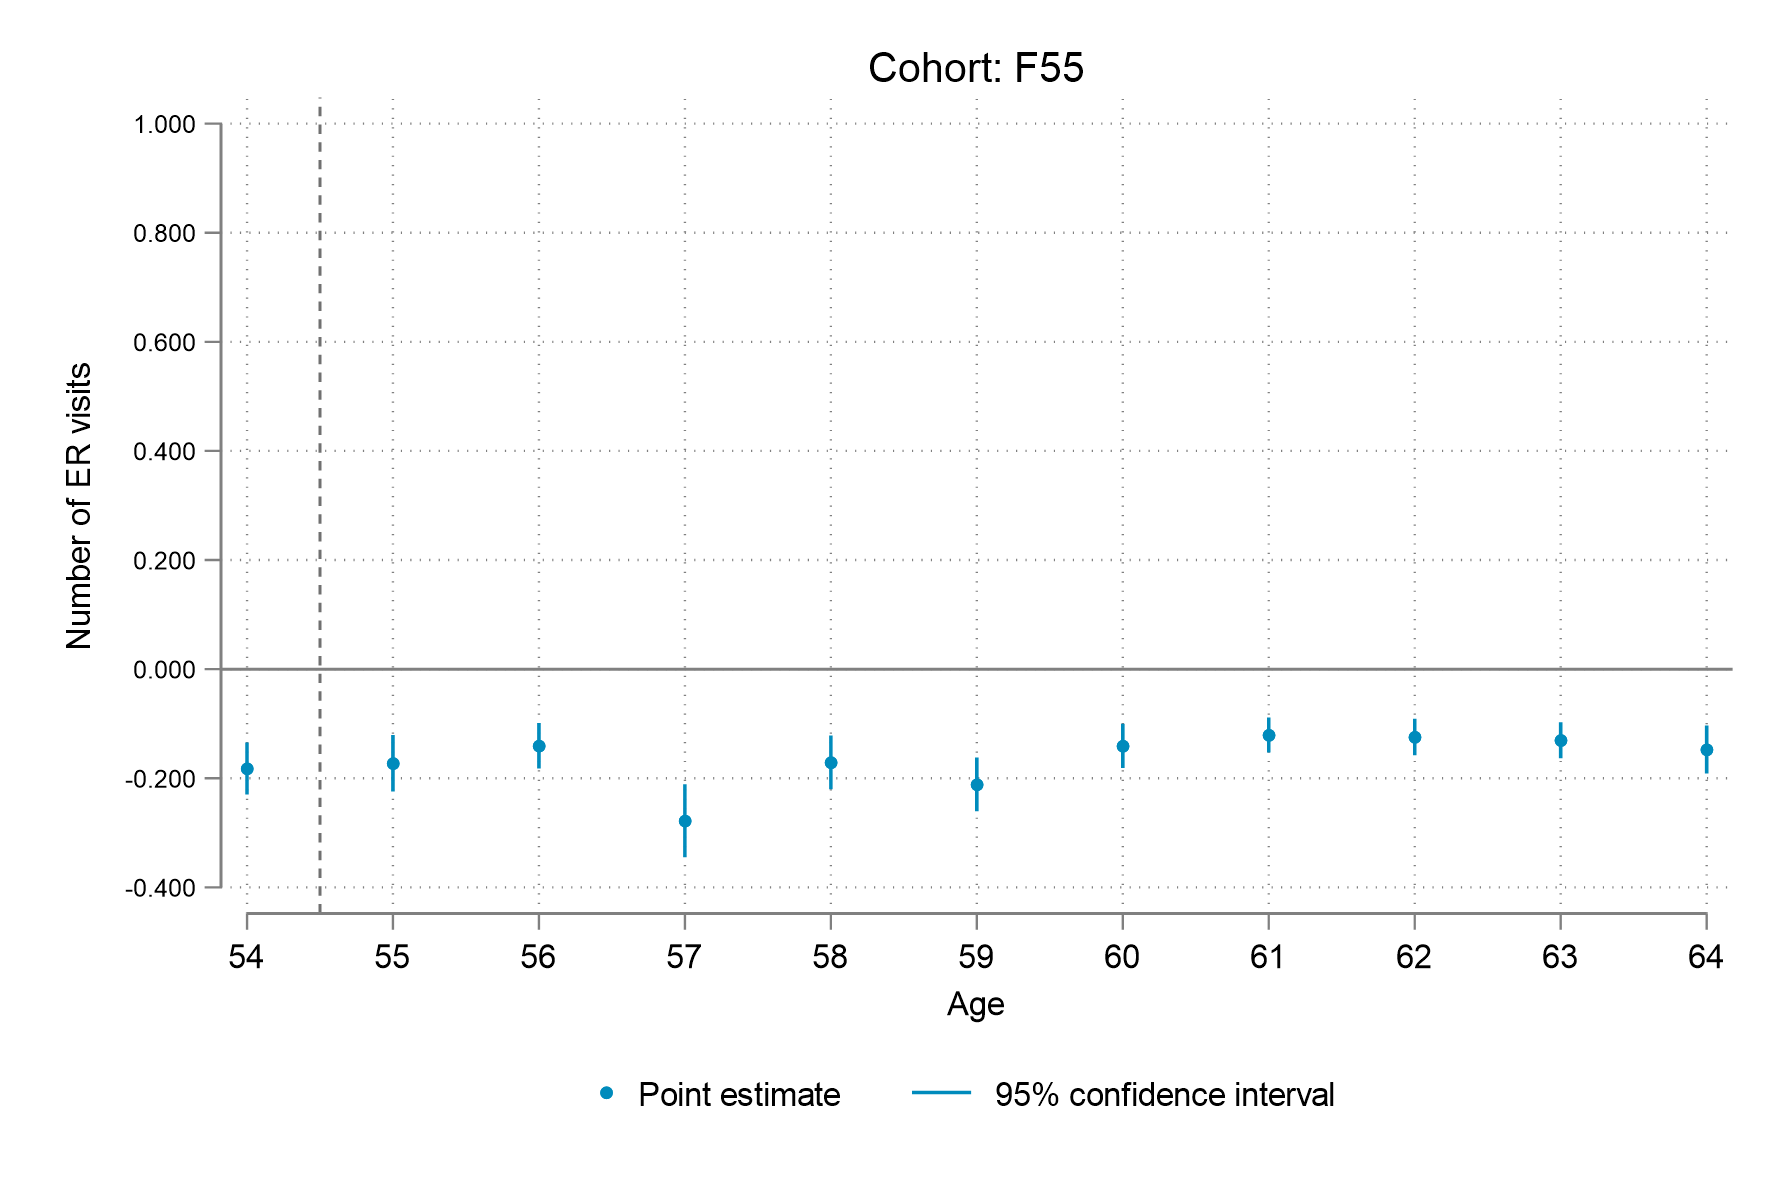 Cohort: F55
Number of ER visits
1.000
0.800
0.600
0.400
0.200
0.000
-0.200
-0.400
54 55 56 57 58 59 60 61 62 63 64
Age
Point estimate 95% confidence interval